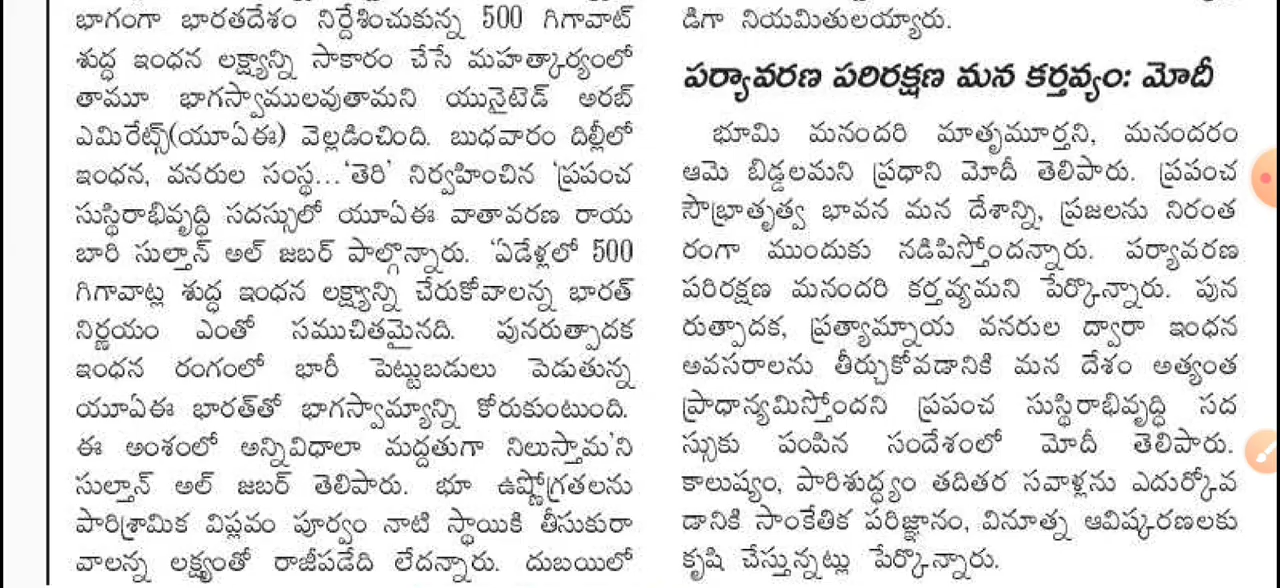 భాగంగా భారతదేశం నిర్దేశించుకున్న 500 గిగావాట్
శుద్ధ ఇంధన లక్ష్యాన్ని సాకారం చేసే మహత్కార్యంలో
తామూ భాగస్వాములవుతామని యునైటెడ్ అరబ్
ఎమిరేట్స్(యూఏఈ) వెల్లడించింది. బుధవారం దిల్లీలో
ఇంధన, వనరుల సంస్థ... ‘తెరి’ నిర్వహించిన ‘ప్రపంచ
సుస్థిరాభివృద్ధి సదస్సులో యూఏఈ వాతావరణ రాయ
బారి సుల్తాన్ అల్ జబర్ పాల్గొన్నారు. ‘ఏడేళ్లలో 500
గిగావాట్ల శుద్ధ ఇంధన లక్ష్యాన్ని చేరుకోవాలన్న భారత్
నిర్ణయం ఎంతో సముచితమైనది. పునరుత్పాదక
ఇంధన రంగంలో భారీ పెట్టుబడులు పెడుతున్న
యూఏఈ భారత్‌తో భాగస్వామ్యాన్ని కోరుకుంటుంది.
ఈ అంశంలో అన్నివిధాలా మద్దతుగా నిలుస్తామ’ని
సుల్తాన్ అల్ జబర్ తెలిపారు. భూ ఉష్ణోగ్రతలను
పారిశ్రామిక విప్లవం పూర్వం నాటి స్థాయికి తీసుకురా
వాలన్న లక్ష్యంతో రాజీపడేది లేదన్నారు. దుబయిలో
డిగా నియమితులయ్యారు.
పర్యావరణ పరిరక్షణ మన కర్తవ్యం: మోదీ
భూమి మనందరి మాతృమూర్తని, మనందరం
ఆమె బిడ్డలమని ప్రధాని మోదీ తెలిపారు. ప్రపంచ
సౌభ్రాతృత్వ భావన మన దేశాన్ని, ప్రజలను నిరంత
రంగా ముందుకు నడిపిస్తోందన్నారు. పర్యావరణ
పరిరక్షణ మనందరి కర్తవ్యమని పేర్కొన్నారు. పున
రుత్పాదక, ప్రత్యామ్నాయ వనరుల ద్వారా ఇంధన
అవసరాలను తీర్చుకోవడానికి మన దేశం అత్యంత
ప్రాధాన్యమిస్తోందని ప్రపంచ సుస్థిరాభివృద్ధి సద
స్సుకు పంపిన సందేశంలో మోదీ తెలిపారు.
కాలుష్యం, పారిశుద్ధ్యం తదితర సవాళ్లను ఎదుర్కోవ
డానికి సాంకేతిక పరిజ్ఞానం, వినూత్న ఆవిష్కరణలకు
కృషి చేస్తున్నట్లు పేర్కొన్నారు.